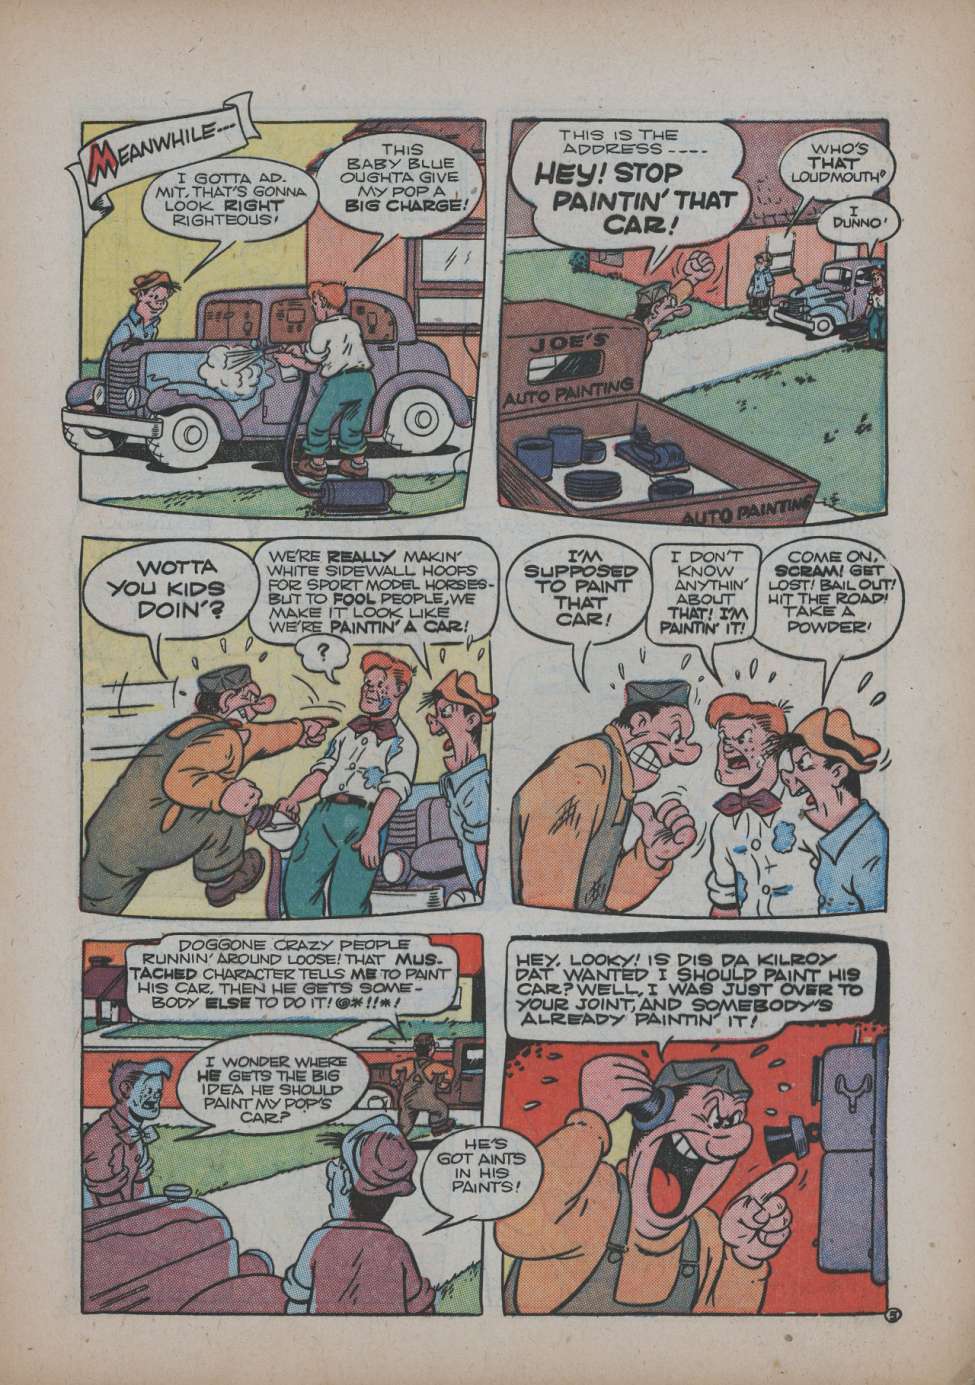 MEANWHILE---
I GOTTA AD-
MIT, THAT'S GONNA
LOOK RIGHT
RIGHTEOUS!
THIS
BABY BLUE
OUGHTA GIVE
MY POP A
BIG CHARGE!
THIS IS THE
ADDRESS ----
HEY! STOP
PAINTIN' THAT
CAR!
WHO'S
THAT
LOUDMOUTH?
I
DUNNO!
JOE'S
AUTO PAINTING
AUTO PAINTING
WOTTA
YOU KIDS
DOIN'?
WE'RE REALLY MAKIN'
WHITE SIDEWALL HOOFS
FOR SPORT MODEL HORSES-
BUT TO FOOL PEOPLE, WE
MAKE IT LOOK LIKE
WE'RE PAINTIN' A CAR!
?
I'M
SUPPOSED
TO PAINT
THAT
CAR!
I DON'T
KNOW
ANYTHIN'
ABOUT
THAT! I'M
PAINTIN' IT!
COME ON,
SCRAM! GET
LOST! BAIL OUT!
HIT THE ROAD!
TAKE A
POWDER!
DOGGONE CRAZY PEOPLE
RUNNIN' AROUND LOOSE! THAT MUS-
TACHED CHARACTER TELLS ME TO PAINT
HIS CAR, THEN HE GETS SOME-
BODY ELSE TO DO IT! @*!!*!
I WONDER WHERE
HE GETS THE BIG
IDEA HE SHOULD
PAINT MY POP'S
CAR?
HE'S
GOT AINTS
IN HIS
PAINTS!
HEY, LOOKY! IS DIS DA KILROY
DAT WANTED I SHOULD PAINT HIS
CAR? WELL, I WAS JUST OVER TO
YOUR JOINT, AND SOMEBODY'S
ALREADY PAINTIN' IT!
5